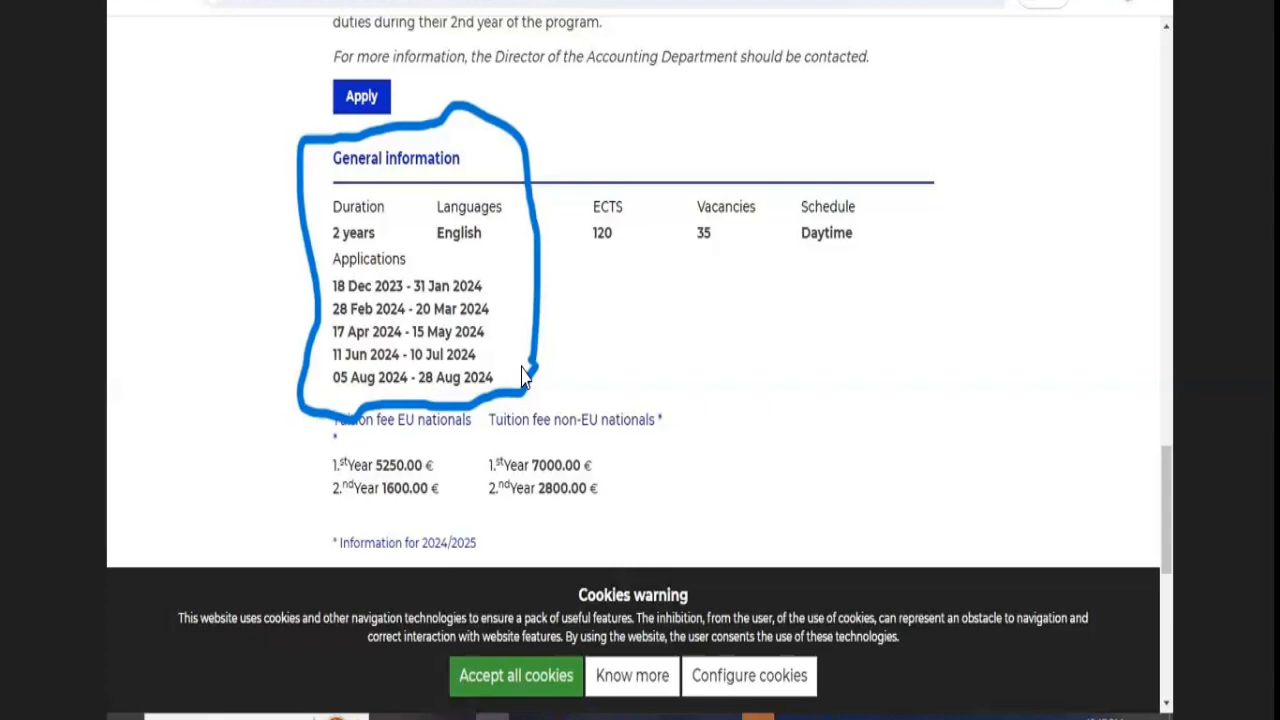 duties during their 2nd year of the program.
For more information, the Director of the Accounting Department should be contacted.
Apply
General information
Duration Languages ECTS Vacancies Schedule
2 years English 120 35 Daytime
Applications
18 Dec 2023 - 31 Jan 2024
28 Feb 2024 - 20 Mar 2024
17 Apr 2024 - 15 May 2024
11 Jun 2024 - 10 Jul 2024
05 Aug 2024 - 28 Aug 2024
Tuition fee EU nationals * Tuition fee non-EU nationals *
1.stYear 5250.00 € 1.stYear 7000.00 €
2.ndYear 1600.00 € 2.ndYear 2800.00 €
* Information for 2024/2025
Cookies warning
This website uses cookies and other navigation technologies to ensure a pack of useful features. The inhibition, from the user, of the use of cookies, can represent an obstacle to navigation and
correct interaction with website features. By using the website, the user consents the use of these technologies.
Accept all cookies Know more Configure cookies